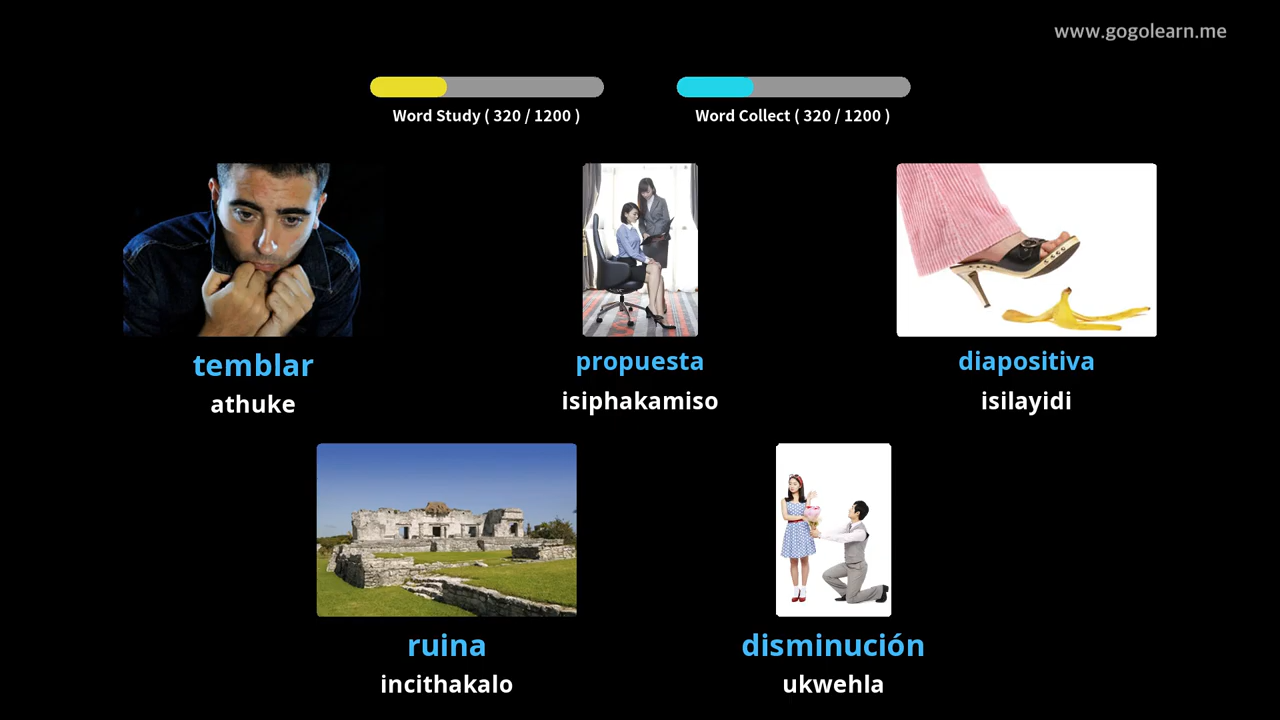 www.gogolearn.me
Word Study ( 320 / 1200 )
Word Collect ( 320 / 1200 )
temblar
athuke
propuesta
isiphakamiso
diapositiva
isilayidi
ruina
incithakalo
disminución
ukwehla